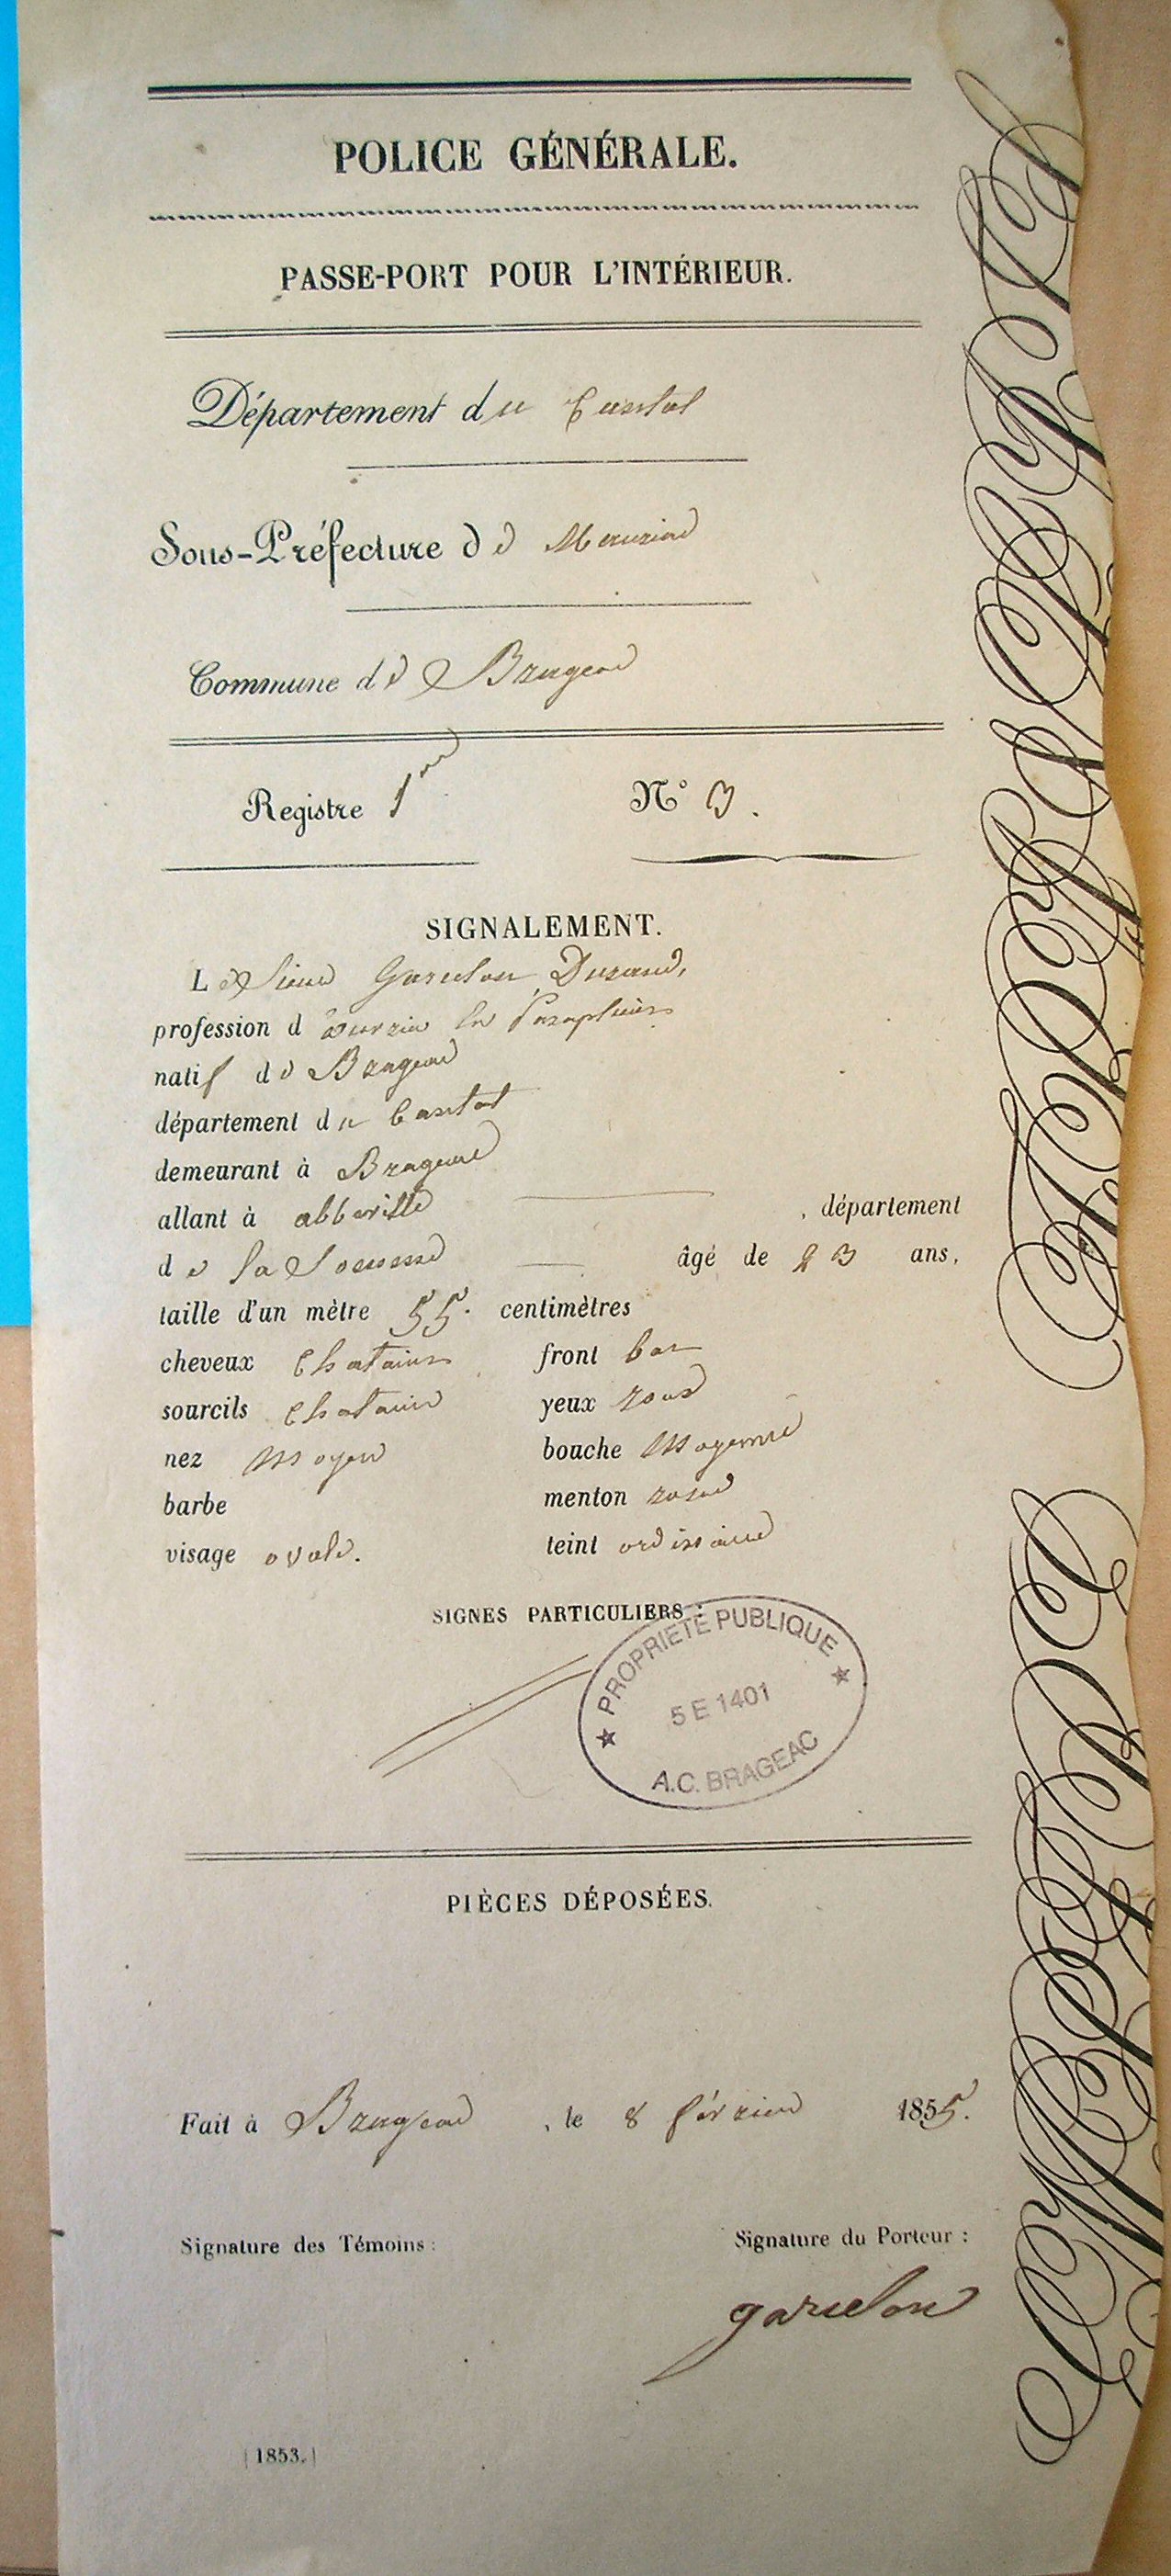 POLICE GÉNÉRALE.
PASSE-PORT POUR L'INTÉRIEUR.
Département du Cantal
Sous-Préfecture de Mauriac
Commune de Brageac
Registre 1er N° 3.
SIGNALEMENT.
Le Sieur Garcelon Durand,
profession d'ouvrier en Parapluies
natif de Brageac
département du Cantal
demeurant à Brageac
allant à abbeville , département
de la Somme âgé de 23 ans,
taille d'un mètre 55 centimètres
cheveux Chatains front bas
sourcils Chatains yeux roux
nez Moyen bouche Moyenne
barbe menton rond
visage ovale. teint ordinaire
SIGNES PARTICULIERS :
PROPRIÉTÉ PUBLIQUE
5 E 1401
A.C. BRAGEAC
PIÈCES DÉPOSÉES.
Fait à Brageac , le 8 février 1855.
Signature des Témoins : Signature du Porteur :
garcelon
(1853.)